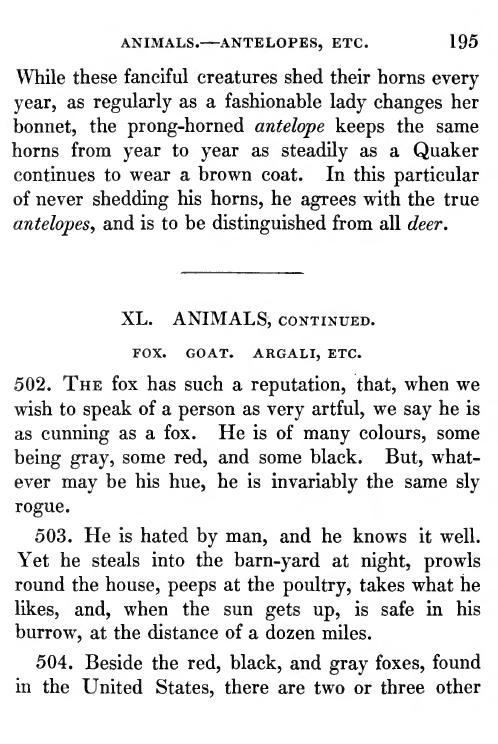 ANIMALS.—ANTELOPES, ETC. 195
While these fanciful creatures shed their horns every
year, as regularly as a fashionable lady changes her
bonnet, the prong-horned antelope keeps the same
horns from year to year as steadily as a Quaker
continues to wear a brown coat. In this particular
of never shedding his horns, he agrees with the true
antelopes, and is to be distinguished from all deer.
XL. ANIMALS, CONTINUED.
FOX. GOAT. ARGALI, ETC.
502. THE fox has such a reputation, that, when we
wish to speak of a person as very artful, we say he is
as cunning as a fox. He is of many colours, some
being gray, some red, and some black. But, what-
ever may be his hue, he is invariably the same sly
rogue.
503. He is hated by man, and he knows it well.
Yet he steals into the barn-yard at night, prowls
round the house, peeps at the poultry, takes what he
likes, and, when the sun gets up, is safe in his
burrow, at the distance of a dozen miles.
504. Beside the red, black, and gray foxes, found
in the United States, there are two or three other